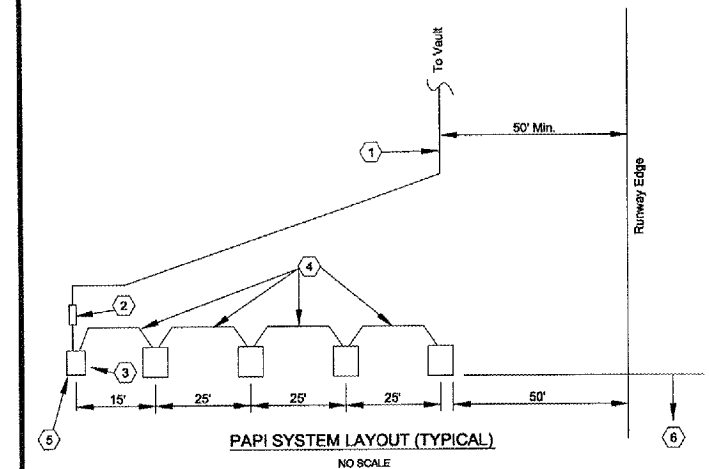 To Vault
1
50' Min.
Runway Edge
4
2
3
15'
25'
25'
25'
50'
5
6
PAPI SYSTEM LAYOUT (TYPICAL)
NO SCALE